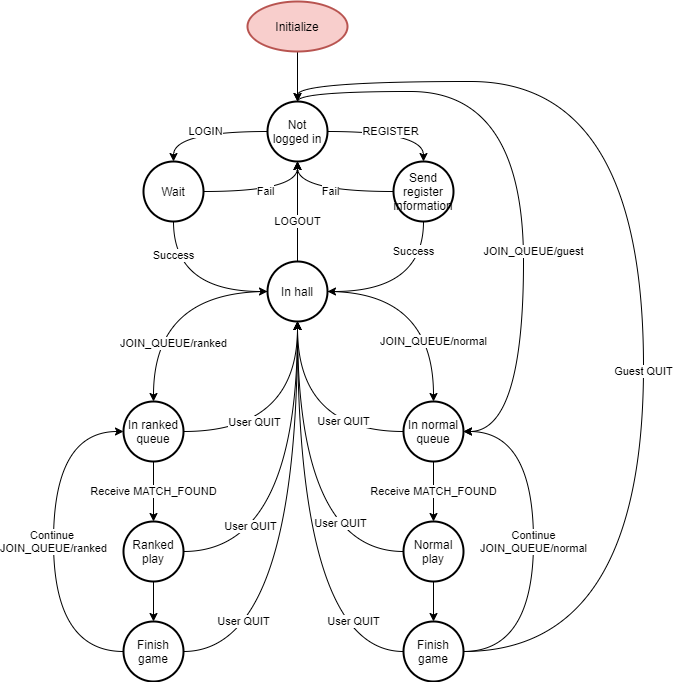 Initialize
Not
logged in
LOGIN
REGISTER
Wait
Fail
Fail
Send
register
information
LOGOUT
Success
Success
JOIN_QUEUE/guest
In hall
JOIN_QUEUE/ranked
JOIN_QUEUE/normal
Guest QUIT
In ranked
queue
User QUIT
User QUIT
In normal
queue
Receive MATCH_FOUND
Receive MATCH_FOUND
Continue
JOIN_QUEUE/ranked
Ranked
play
User QUIT
User QUIT
Normal
play
Continue
JOIN_QUEUE/normal
Finish
game
User QUIT
User QUIT
Finish
game